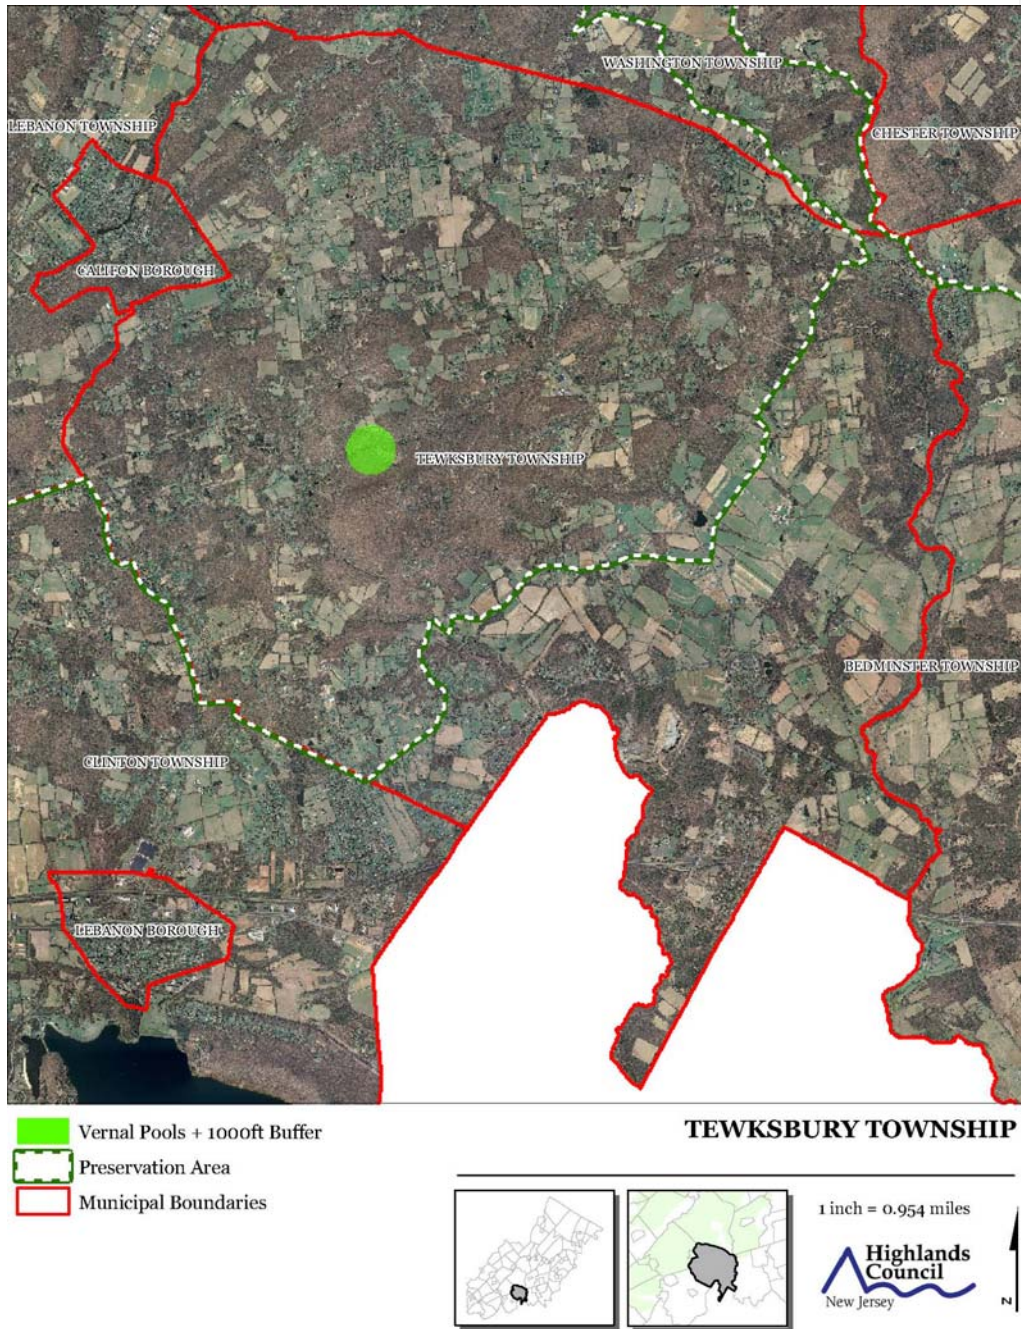 WASHINGTON TOWNSHIP
LEBANON TOWNSHIP
CHESTER TOWNSHIP
CALIFON BOROUGH
TEWKSBURY TOWNSHIP
BEDMINSTER TOWNSHIP
CLINTON TOWNSHIP
LEBANON BOROUGH
Vernal Pools + 1000ft Buffer
Preservation Area
Municipal Boundaries
TEWKSBURY TOWNSHIP
1 inch = 0.954 miles
Highlands
Council
New Jersey
N